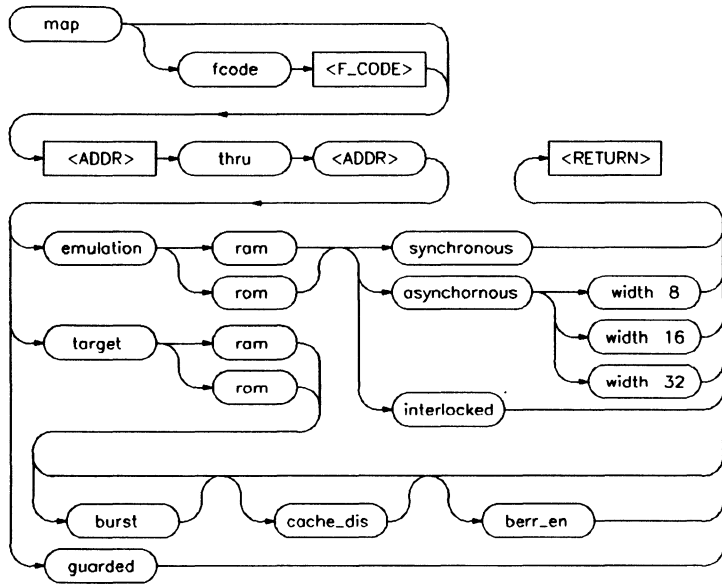 map
fcode <F_CODE>
<ADDR> thru <ADDR> <RETURN>
emulation ram synchronous
rom asynchornous width 8
target ram width 16
rom width 32
interlocked
burst cache_dis berr_en
guarded